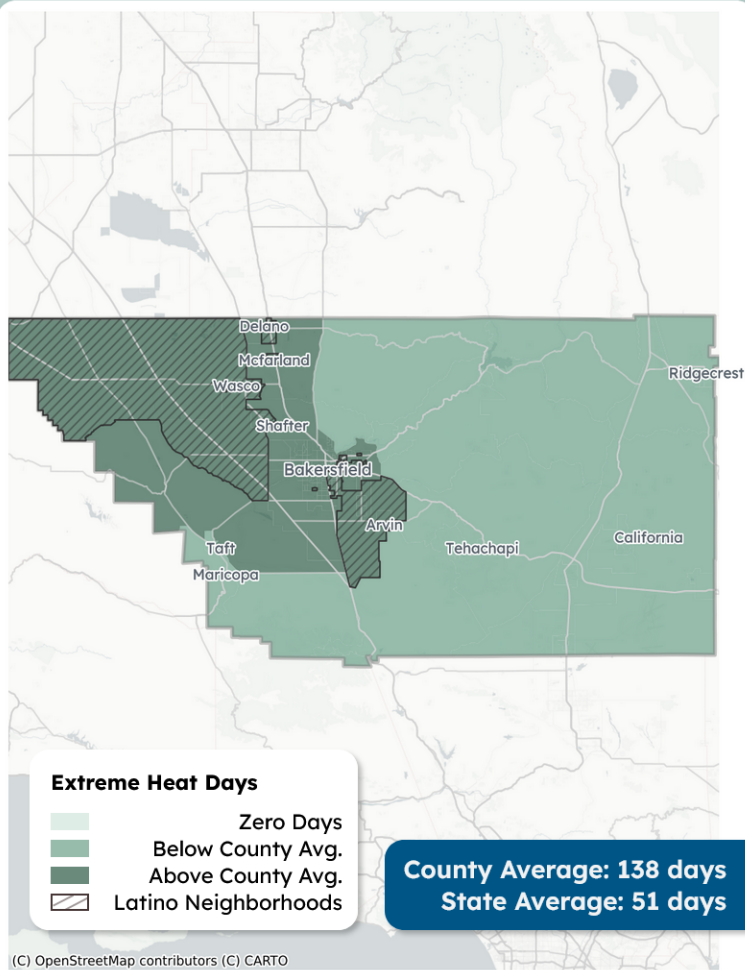 Delano
Mcfarland
Ridgecrest
Wasco
Shafter
Bakersfield
Arvin
California
Taft
Tehachapi
Maricopa
Extreme Heat Days
Zero Days
Below County Avg.
Above County Avg.
Latino Neighborhoods
County Average: 138 days
State Average: 51 days
(C) OpenStreetMap contributors (C) CARTO